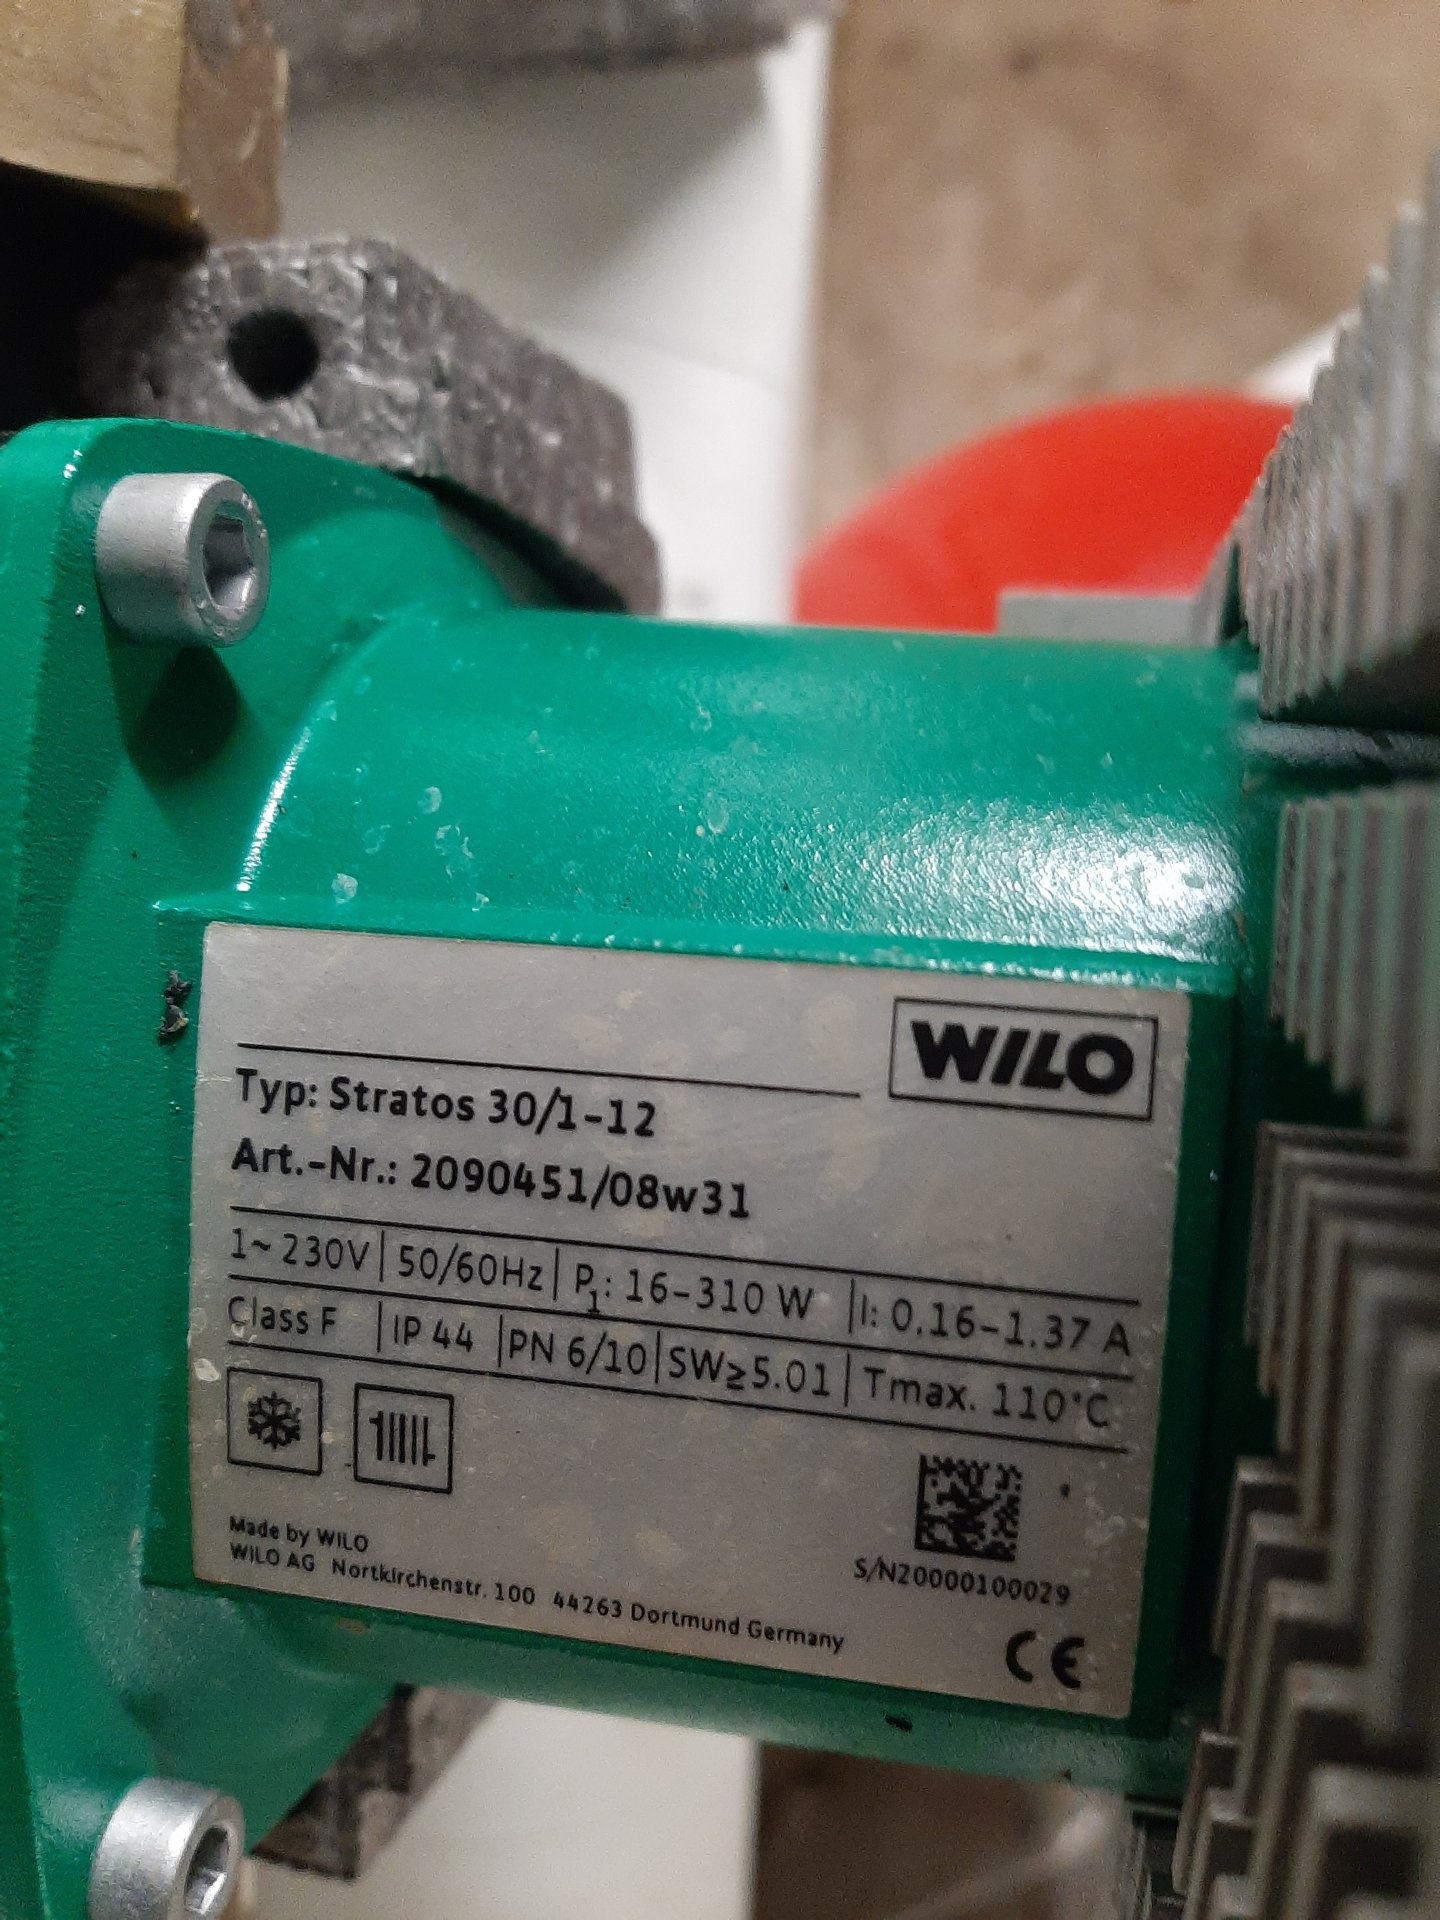 WILO
Typ: Stratos 30/1-12
Art.-Nr.: 2090451/08w31
1~230V | 50/60Hz | P1: 16-310 W | I: 0.16-1.37 A
Class F | IP 44 | PN 6/10 | SW≥5.01 | Tmax. 110°C
Made by WILO
WILO AG Nortkirchenstr. 100 44263 Dortmund Germany
S/N20000100029
CE